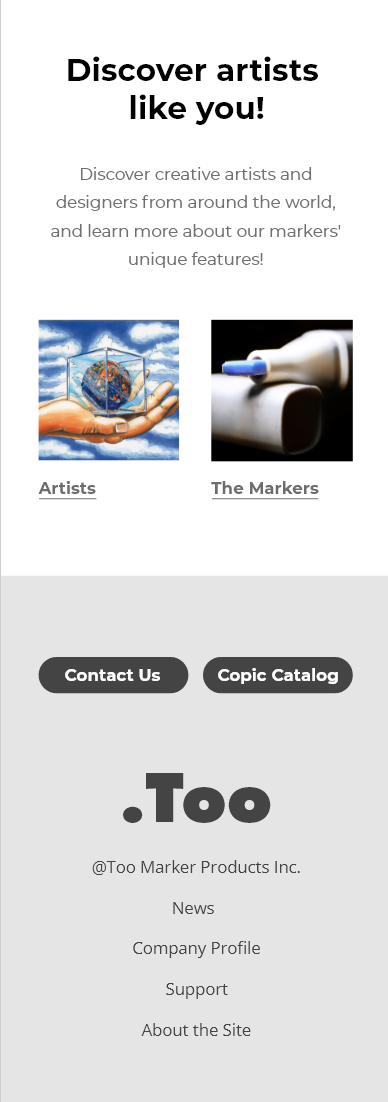 Discover artists
like you!
Discover creative artists and
designers from around the world,
and learn more about our markers'
unique features!
Artists
The Markers
Contact Us
Copic Catalog
.Too
@Too Marker Products Inc.
News
Company Profile
Support
About the Site